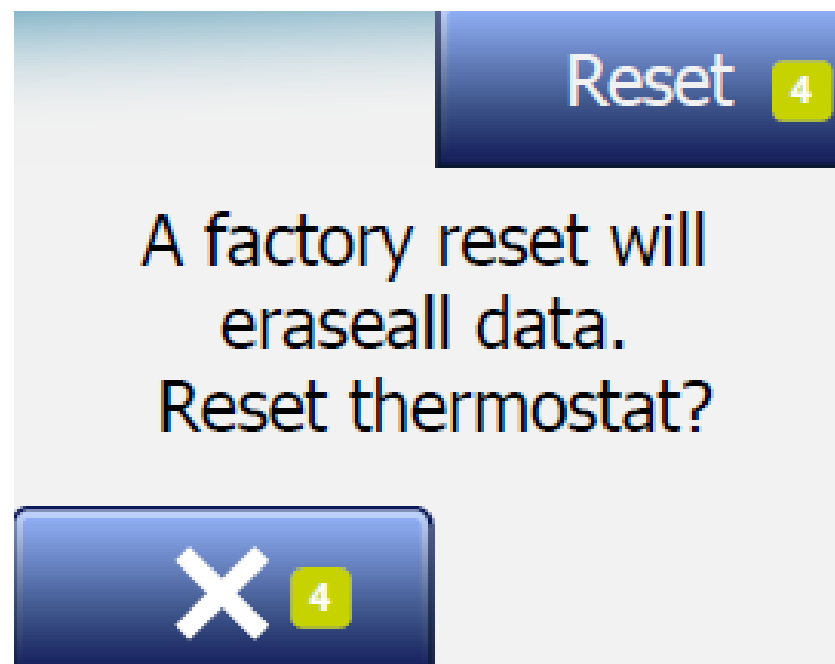 Reset 4
A factory reset will
eraseall data.
Reset thermostat?
4